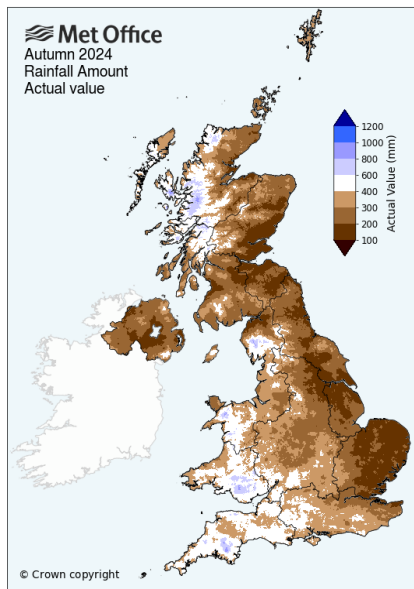 Met Office
Autumn 2024
Rainfall Amount
Actual value
1200
1000
800
600
400
300
200
100
Actual Value (mm)
© Crown copyright